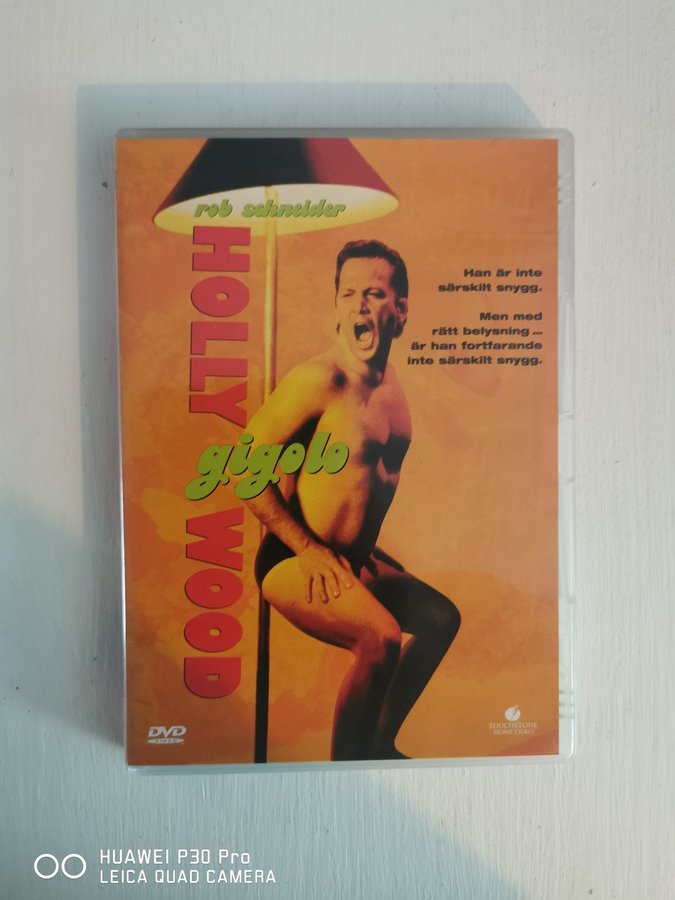 rob schneider
HOLLY
gigolo
WOOD
Han är inte
särskilt snygg.
Men med
rätt belysning ...
är han fortfarande
inte särskilt snygg.
DVD
VIDEO
TOUCHSTONE
HOME VIDEO
HUAWEI P30 Pro
LEICA QUAD CAMERA